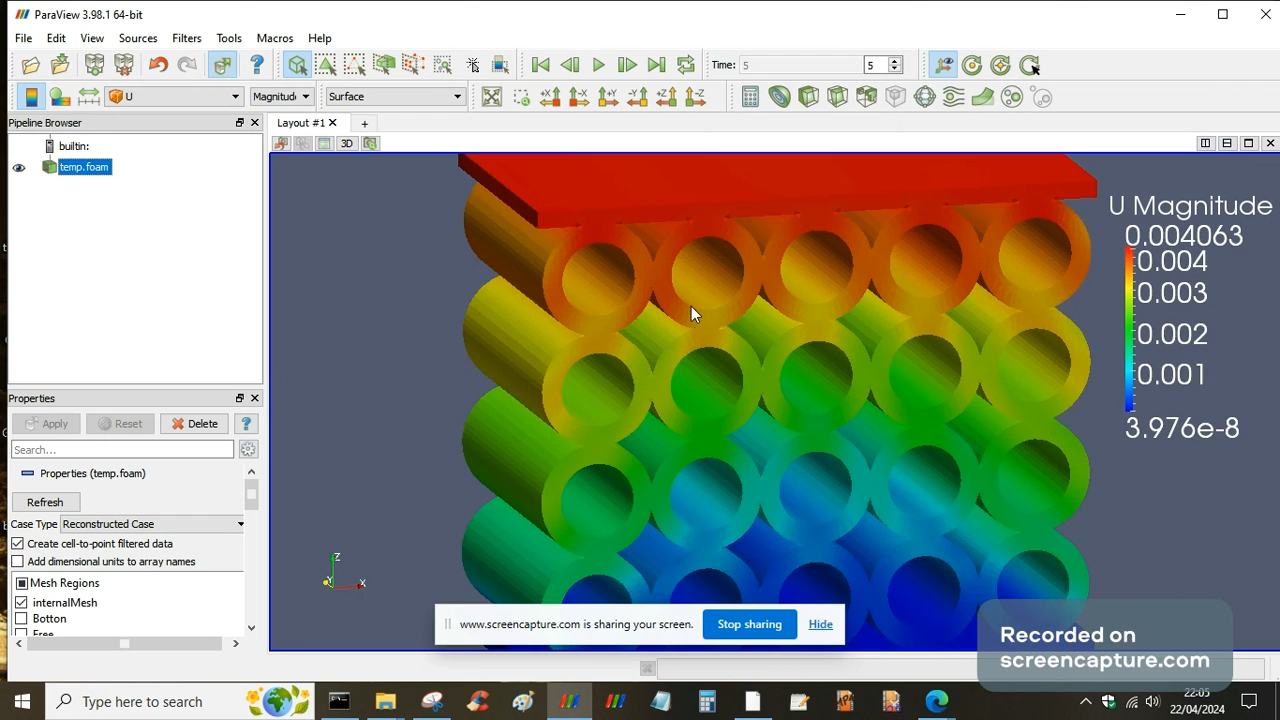 ParaView 3.98.1 64-bit
File Edit View Sources Filters Tools Macros Help
Time: 5 5
U Magnitude Surface
Pipeline Browser
Layout #1
builtin:
temp.foam
3D
U Magnitude
0.004063
0.004
0.003
0.002
0.001
3.976e-8
Properties
Apply Reset Delete ?
Search...
Properties (temp.foam)
Refresh
Case Type Reconstructed Case
Create cell-to-point filtered data
Add dimensional units to array names
Mesh Regions
internalMesh
Botton
Z
Y X
www.screencapture.com is sharing your screen. Stop sharing Hide
Recorded on
screencapture.com
Type here to search
22:05
22/04/2024